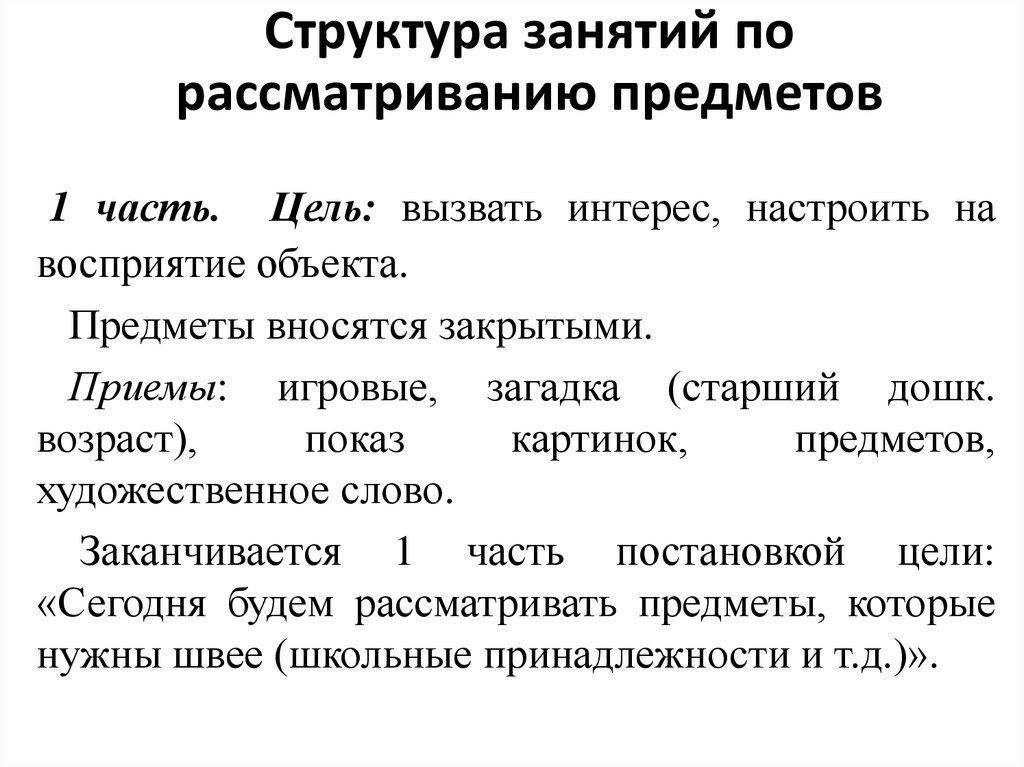 Структура занятий по
рассматриванию предметов
1 часть. Цель: вызвать интерес, настроить на
восприятие объекта.
Предметы вносятся закрытыми.
Приемы: игровые, загадка (старший дошк.
возраст), показ картинок, предметов,
художественное слово.
Заканчивается 1 часть постановкой цели:
«Сегодня будем рассматривать предметы, которые
нужны швее (школьные принадлежности и т.д.)».